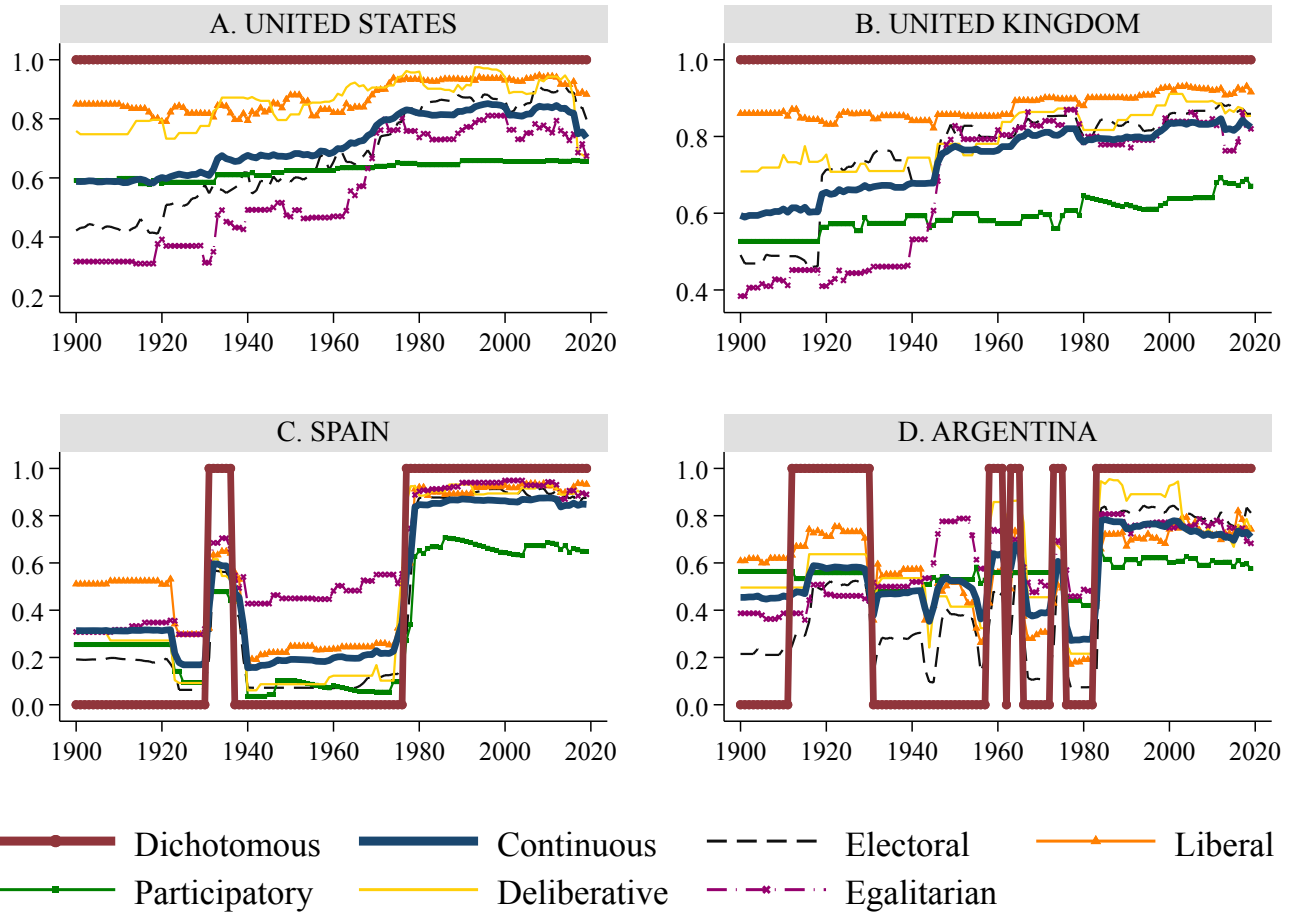 A. UNITED STATES
1.0
0.8
0.6
0.4
0.2
1900 1920 1940 1960 1980 2000 2020
B. UNITED KINGDOM
1.0
0.8
0.6
0.4
1900 1920 1940 1960 1980 2000 2020
C. SPAIN
1.0
0.8
0.6
0.4
0.2
0.0
1900 1920 1940 1960 1980 2000 2020
D. ARGENTINA
1.0
0.8
0.6
0.4
0.2
0.0
1900 1920 1940 1960 1980 2000 2020
Dichotomous Continuous Electoral Liberal
Participatory Deliberative Egalitarian